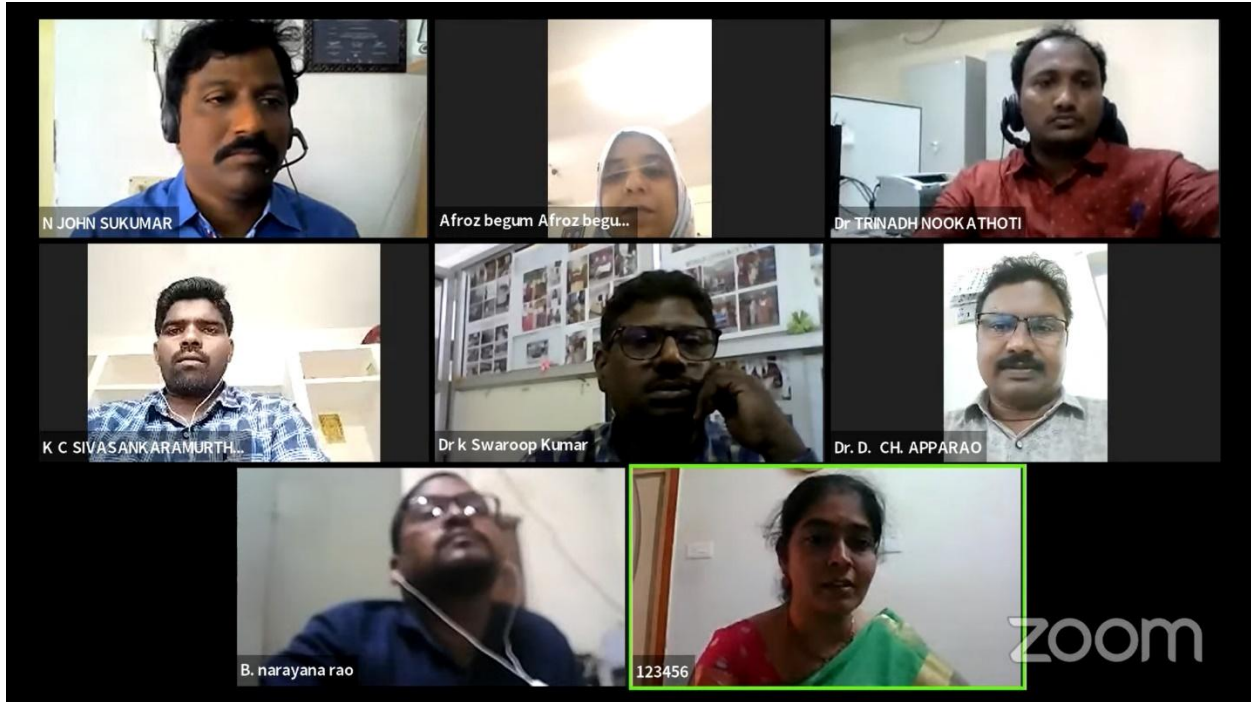 N JOHN SUKUMAR
Afroz begum Afroz begu...
Dr TRINADH NOOKATHOTI
K C SIVASANKARAMURTH...
Dr k Swaroop Kumar
Dr. D. CH. APPARAO
B. narayana rao
123456
zoom